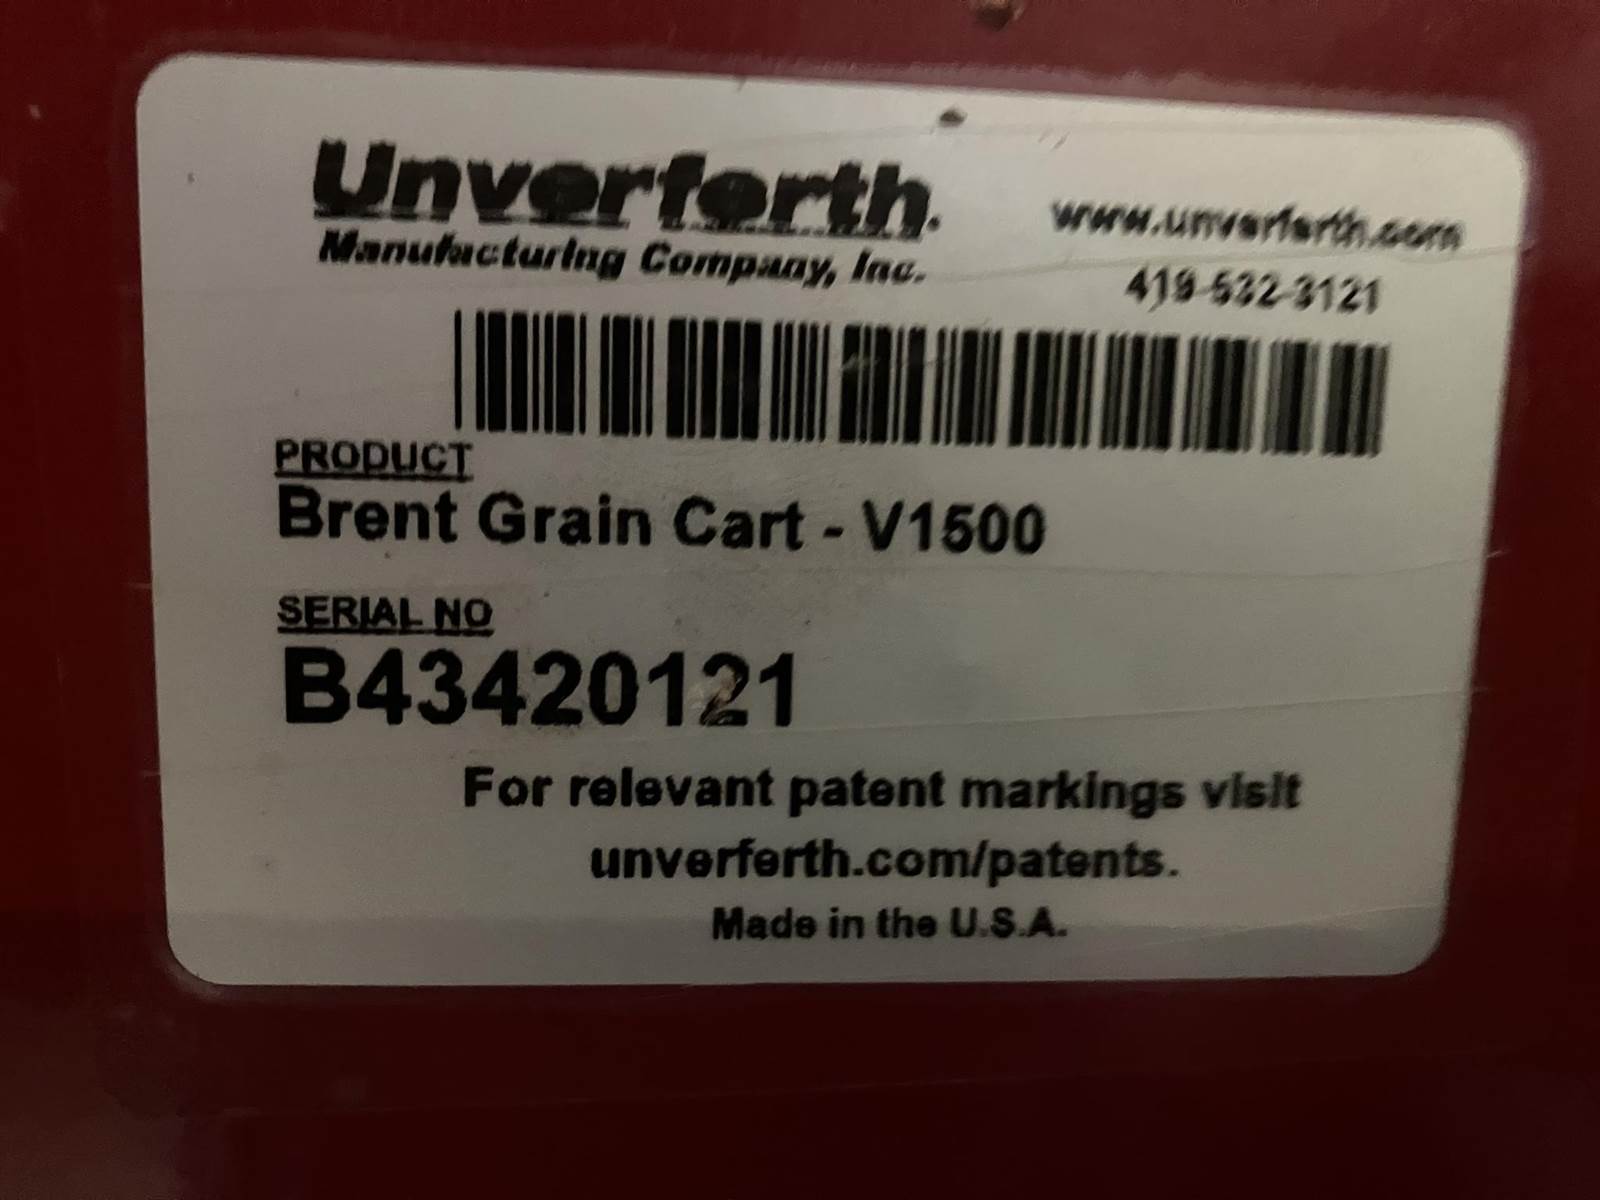 Unverferth.
Manufacturing Company, Inc.
www.unverferth.com
419-532-3121
PRODUCT
Brent Grain Cart - V1500
SERIAL NO
B43420121
For relevant patent markings visit
unverferth.com/patents.
Made in the U.S.A.